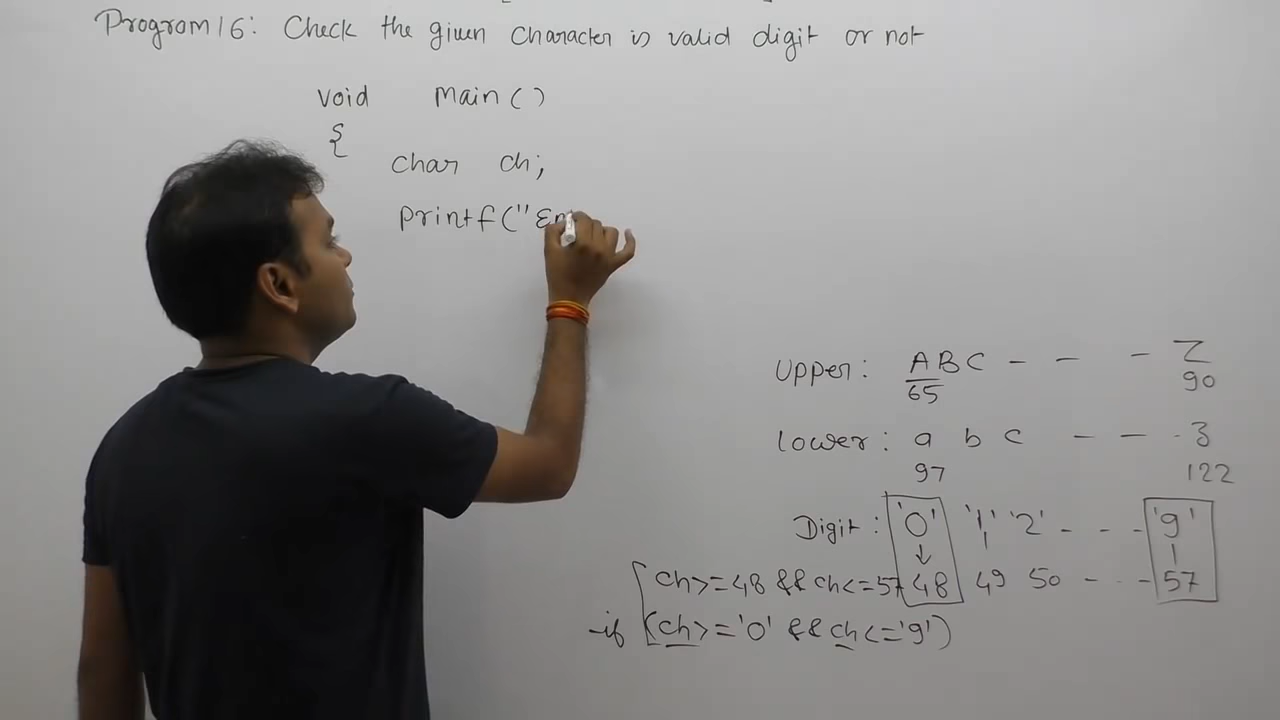 Program 16: Check the given character is valid digit or not
void main()
{
char ch;
printf("En
Upper: A B C - - - Z
65 90
Lower: a b c - - - z
97 122
Digit: '0' '1' '2' - - - '9'
ch>=48 && ch<=57 48 49 50 - - - 57
if (ch>='0' && ch<='9')